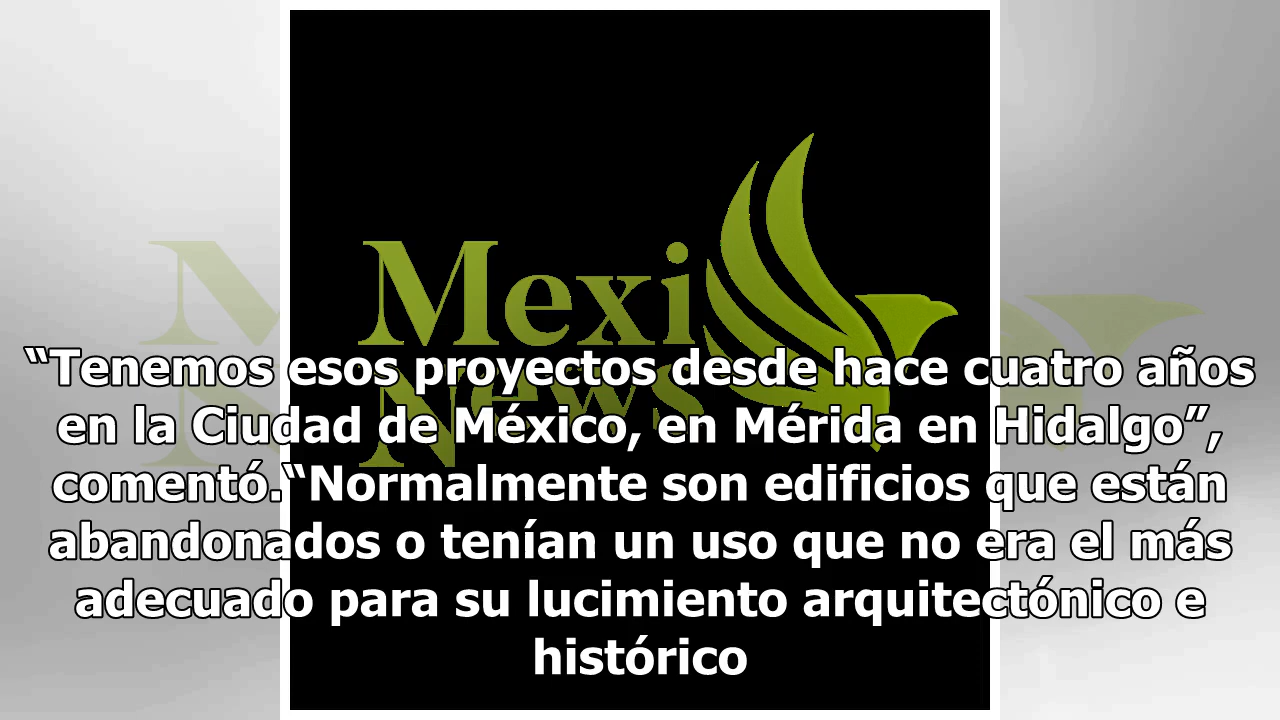 Mexi
News
“Tenemos esos proyectos desde hace cuatro años
en la Ciudad de México, en Mérida en Hidalgo”,
comentó.“Normalmente son edificios que están
abandonados o tenían un uso que no era el más
adecuado para su lucimiento arquitectónico e
histórico